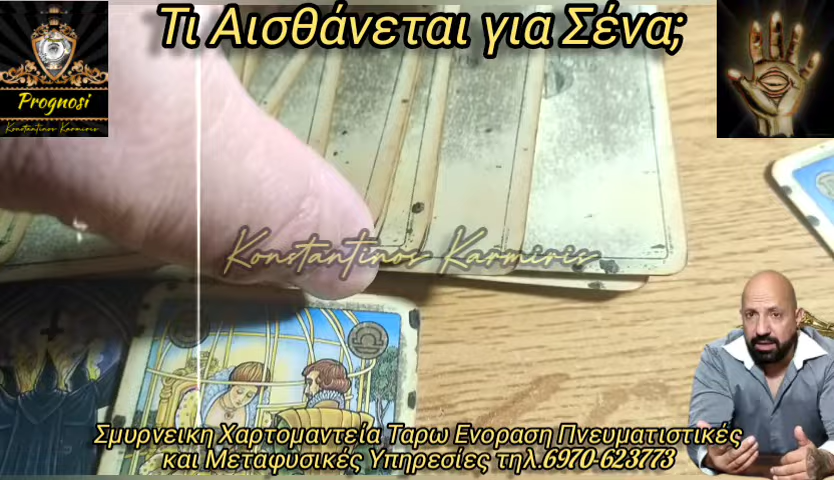 Τι Αισθάνεται για Σένα;
Prognosi
Konstantinos Karmiris
Konstantinos Karmiris
Σμυρνεικη Χαρτομαντεία Ταρω Ενοραση Πνευματιστικές
και Μεταφυσικές Υπηρεσίες τηλ.6970-623773